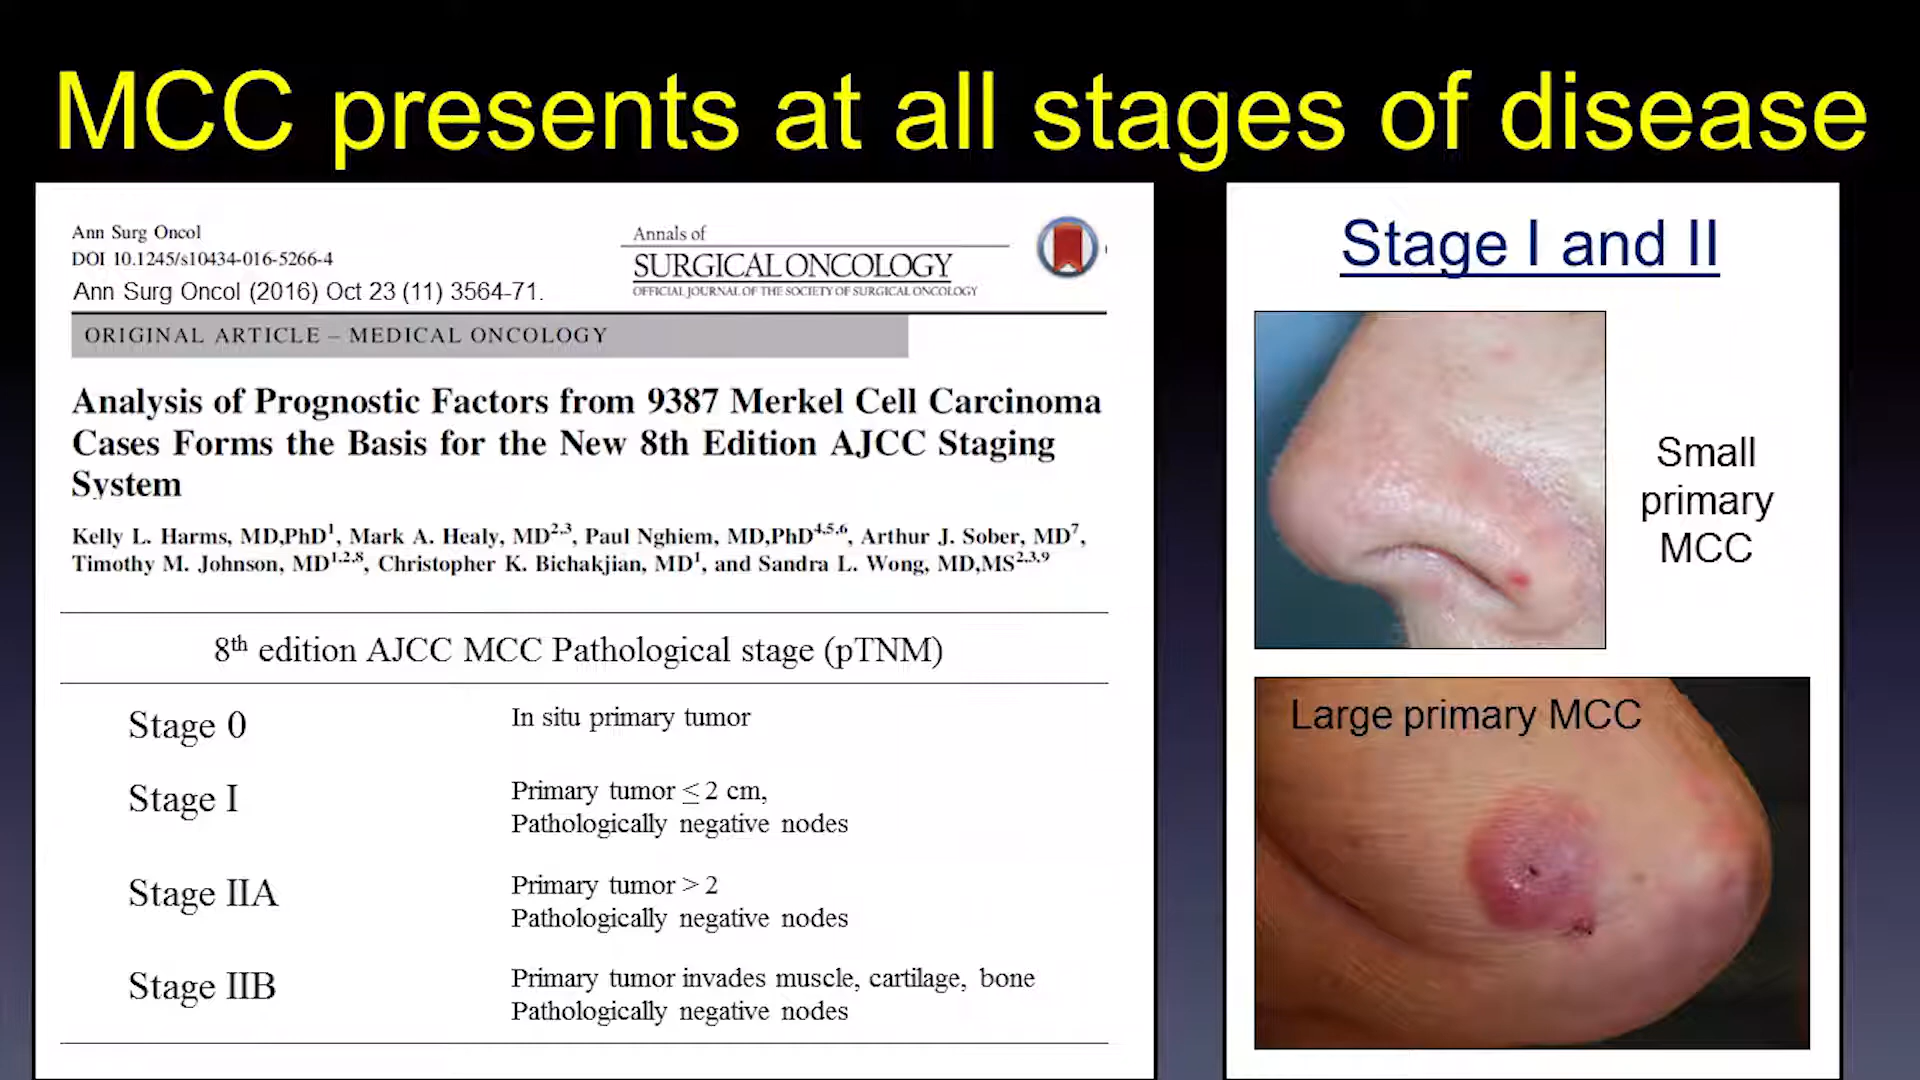 MCC presents at all stages of disease
Ann Surg Oncol
DOI 10.1245/s10434-016-5266-4
Ann Surg Oncol (2016) Oct 23 (11) 3564-71.
Annals of
SURGICAL ONCOLOGY
OFFICIAL JOURNAL OF THE SOCIETY OF SURGICAL ONCOLOGY
ORIGINAL ARTICLE – MEDICAL ONCOLOGY
Analysis of Prognostic Factors from 9387 Merkel Cell Carcinoma
Cases Forms the Basis for the New 8th Edition AJCC Staging
System
Kelly L. Harms, MD,PhD1, Mark A. Healy, MD2,3, Paul Nghiem, MD,PhD4,5,6, Arthur J. Sober, MD7,
Timothy M. Johnson, MD1,2,8, Christopher K. Bichakjian, MD1, and Sandra L. Wong, MD,MS2,3,9
8th edition AJCC MCC Pathological stage (pTNM)
Stage 0
In situ primary tumor
Stage I
Primary tumor ≤ 2 cm,
Pathologically negative nodes
Stage IIA
Primary tumor > 2
Pathologically negative nodes
Stage IIB
Primary tumor invades muscle, cartilage, bone
Pathologically negative nodes
Stage I and II
Small
primary
MCC
Large primary MCC